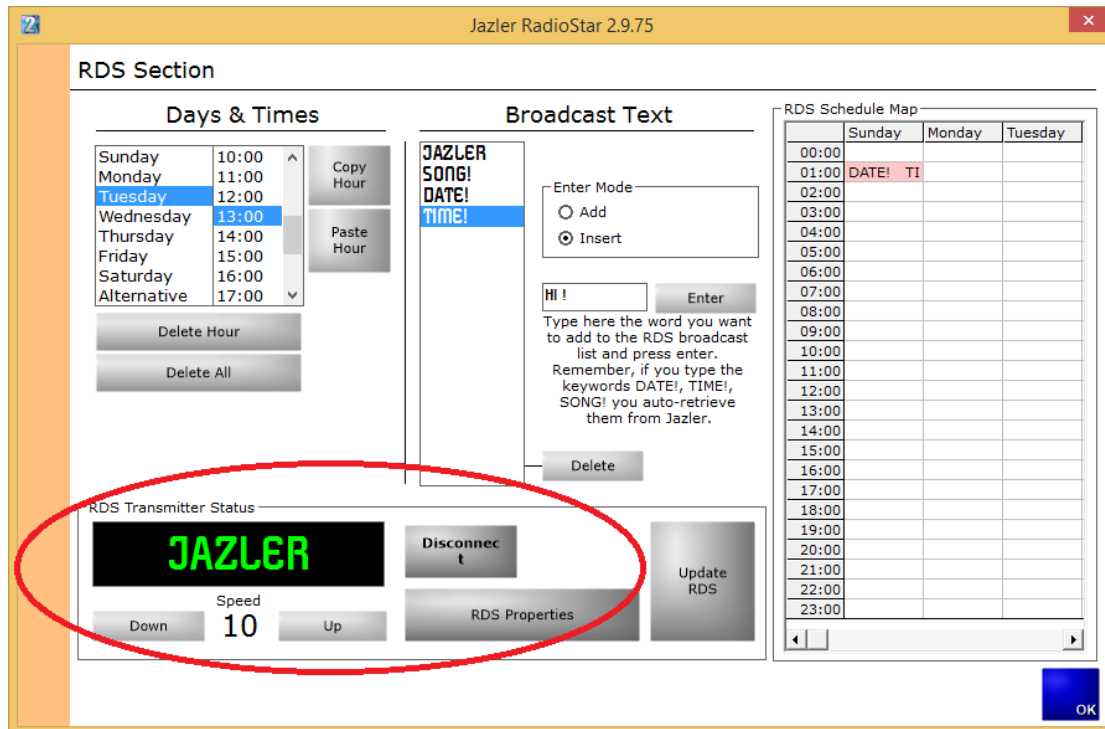 Jazler RadioStar 2.9.75
RDS Section
Days & Times
Sunday 10:00
Monday 11:00
Tuesday 12:00
Wednesday 13:00
Thursday 14:00
Friday 15:00
Saturday 16:00
Alternative 17:00
Copy
Hour
Paste
Hour
Delete Hour
Delete All
Broadcast Text
JAZLER
SONG!
DATE!
TIME!
Enter Mode
Add
Insert
HI !
Enter
Type here the word you want
to add to the RDS broadcast
list and press enter.
Remember, if you type the
keywords DATE!, TIME!,
SONG! you auto-retrieve
them from Jazler.
Delete
RDS Transmitter Status
JAZLER
Disconnec
t
Speed
Down 10 Up
RDS Properties
Update
RDS
RDS Schedule Map
Sunday Monday Tuesday
00:00
01:00 DATE! TI
02:00
03:00
04:00
05:00
06:00
07:00
08:00
09:00
10:00
11:00
12:00
13:00
14:00
15:00
16:00
17:00
18:00
19:00
20:00
21:00
22:00
23:00
OK